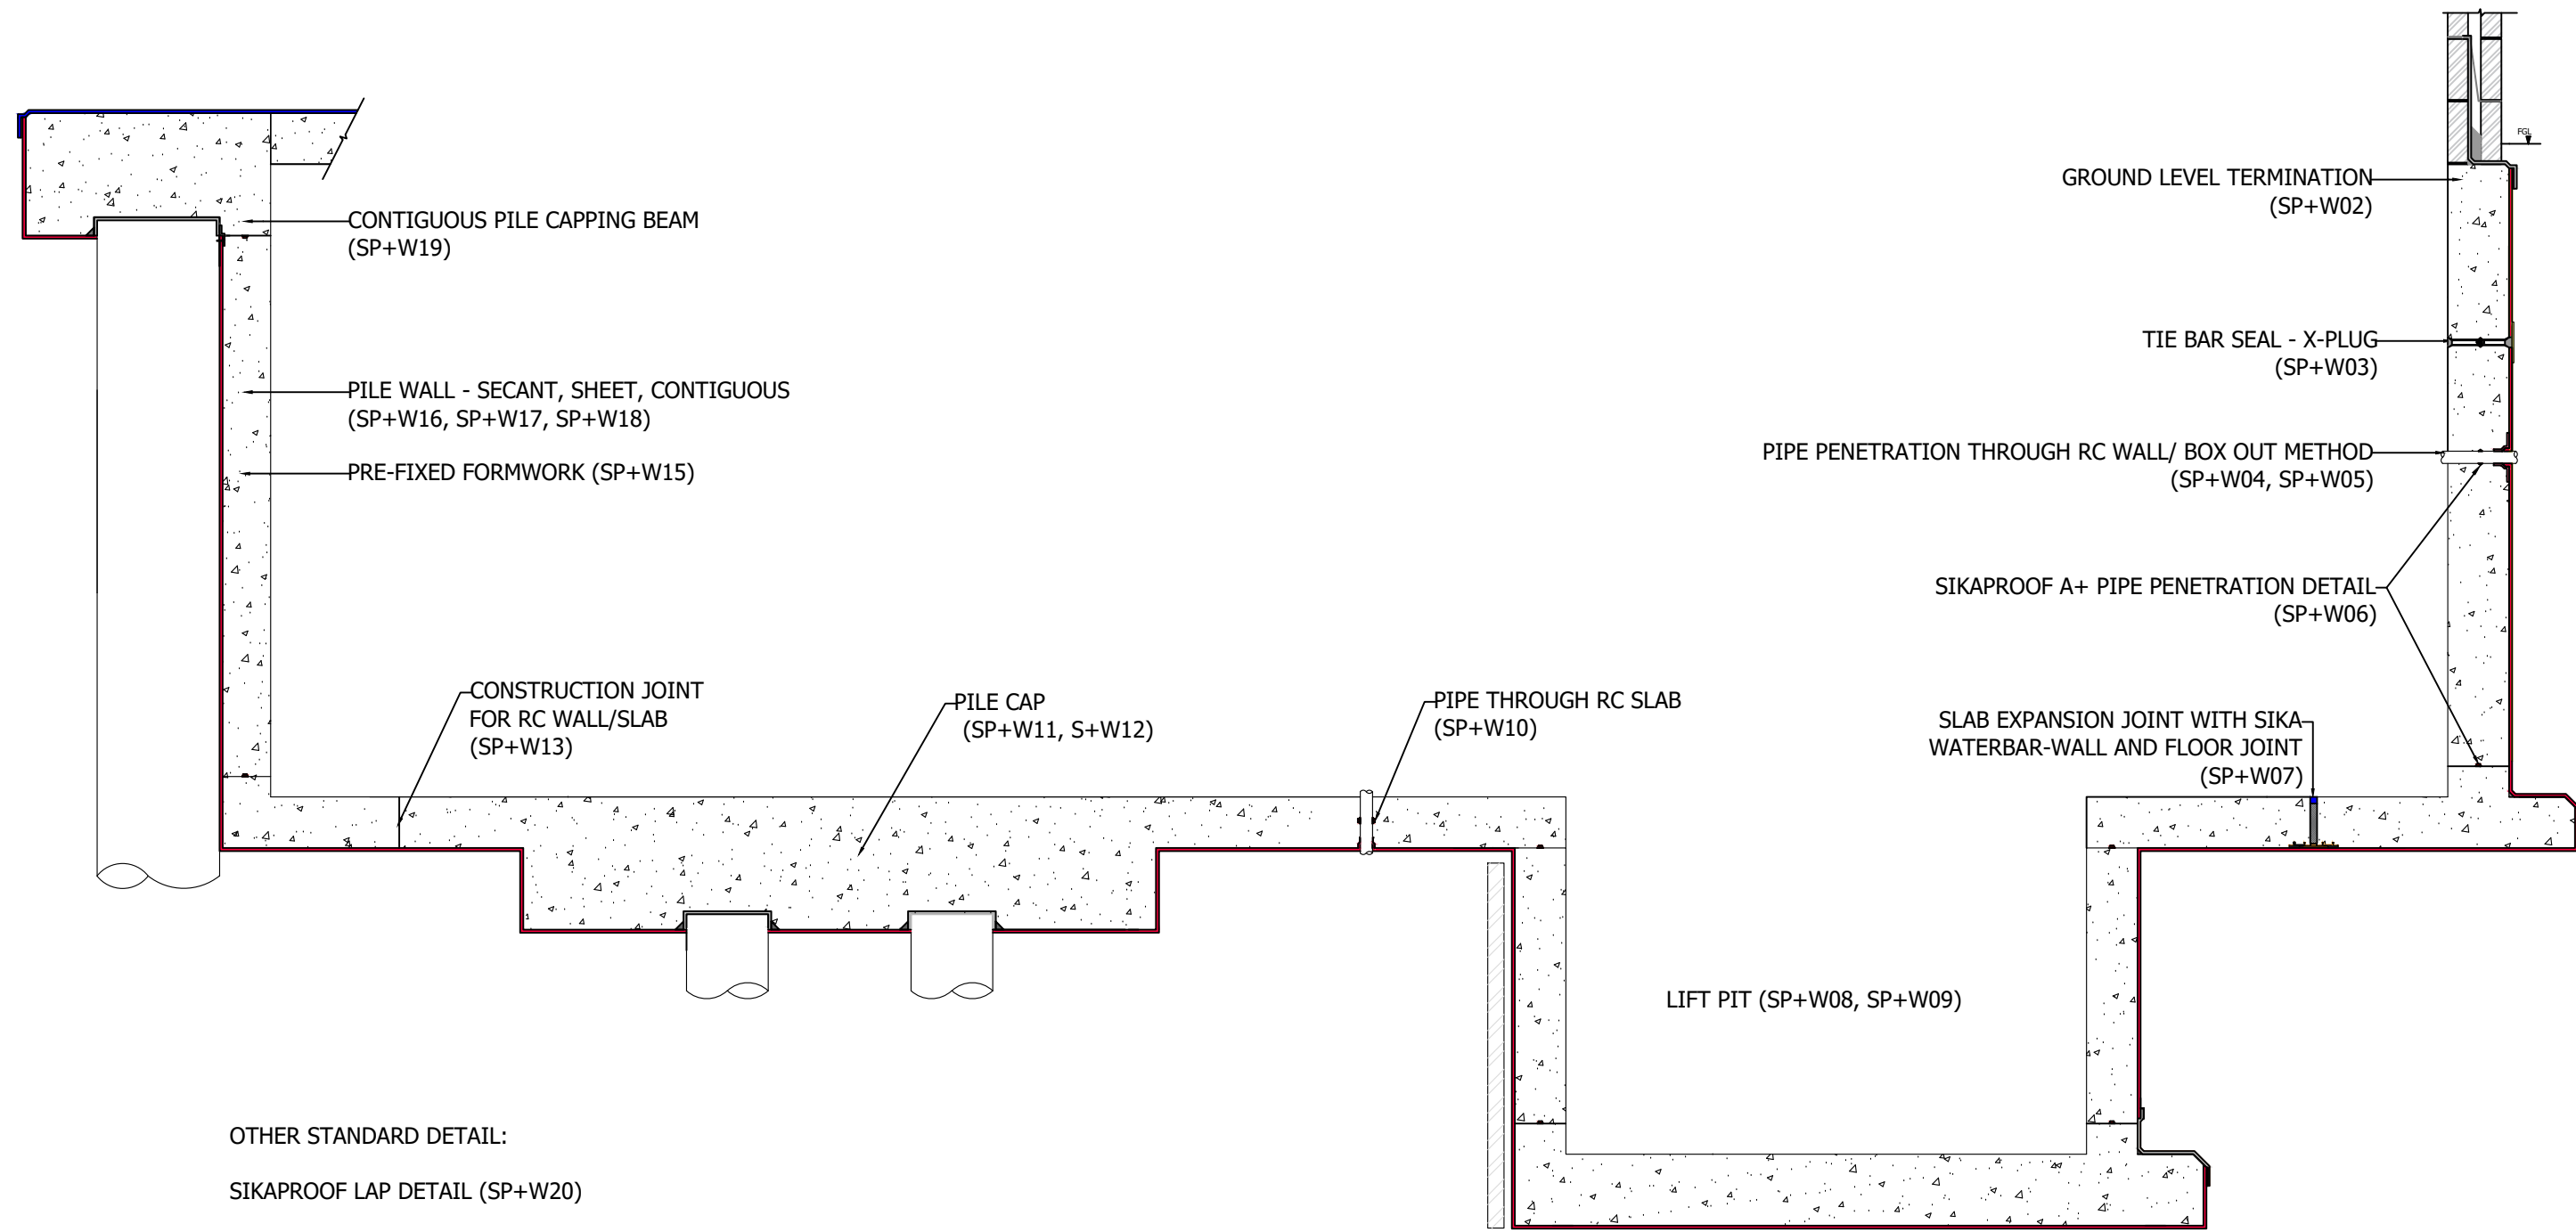 FGL
GROUND LEVEL TERMINATION
(SP+W02)
CONTIGUOUS PILE CAPPING BEAM
(SP+W19)
TIE BAR SEAL - X-PLUG
(SP+W03)
PILE WALL - SECANT, SHEET, CONTIGUOUS
(SP+W16, SP+W17, SP+W18)
PIPE PENETRATION THROUGH RC WALL/ BOX OUT METHOD
(SP+W04, SP+W05)
PRE-FIXED FORMWORK (SP+W15)
SIKAPROOF A+ PIPE PENETRATION DETAIL
(SP+W06)
CONSTRUCTION JOINT
FOR RC WALL/SLAB
(SP+W13)
PILE CAP
(SP+W11, S+W12)
PIPE THROUGH RC SLAB
(SP+W10)
SLAB EXPANSION JOINT WITH SIKA
WATERBAR-WALL AND FLOOR JOINT
(SP+W07)
LIFT PIT (SP+W08, SP+W09)
OTHER STANDARD DETAIL:
SIKAPROOF LAP DETAIL (SP+W20)